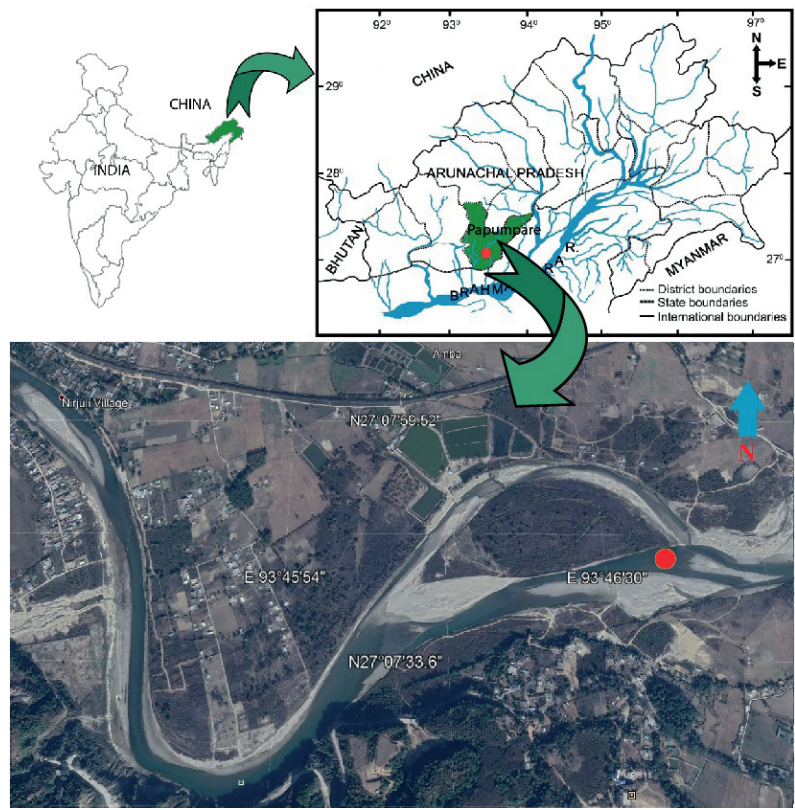 CHINA
INDIA
92° 93° 94° 95° 97°
29°
28°
27°
N
E
S
CHINA
ARUNACHAL PRADESH
Papumpare
BHUTAN
MYANMAR
BRAHMA
R A R.
District boundaries
State boundaries
International boundaries
Amba
Nirjuli Village
N27°07'59.52"
N
E 93°45'54"
E 93°46'30"
N27°07'33.6"